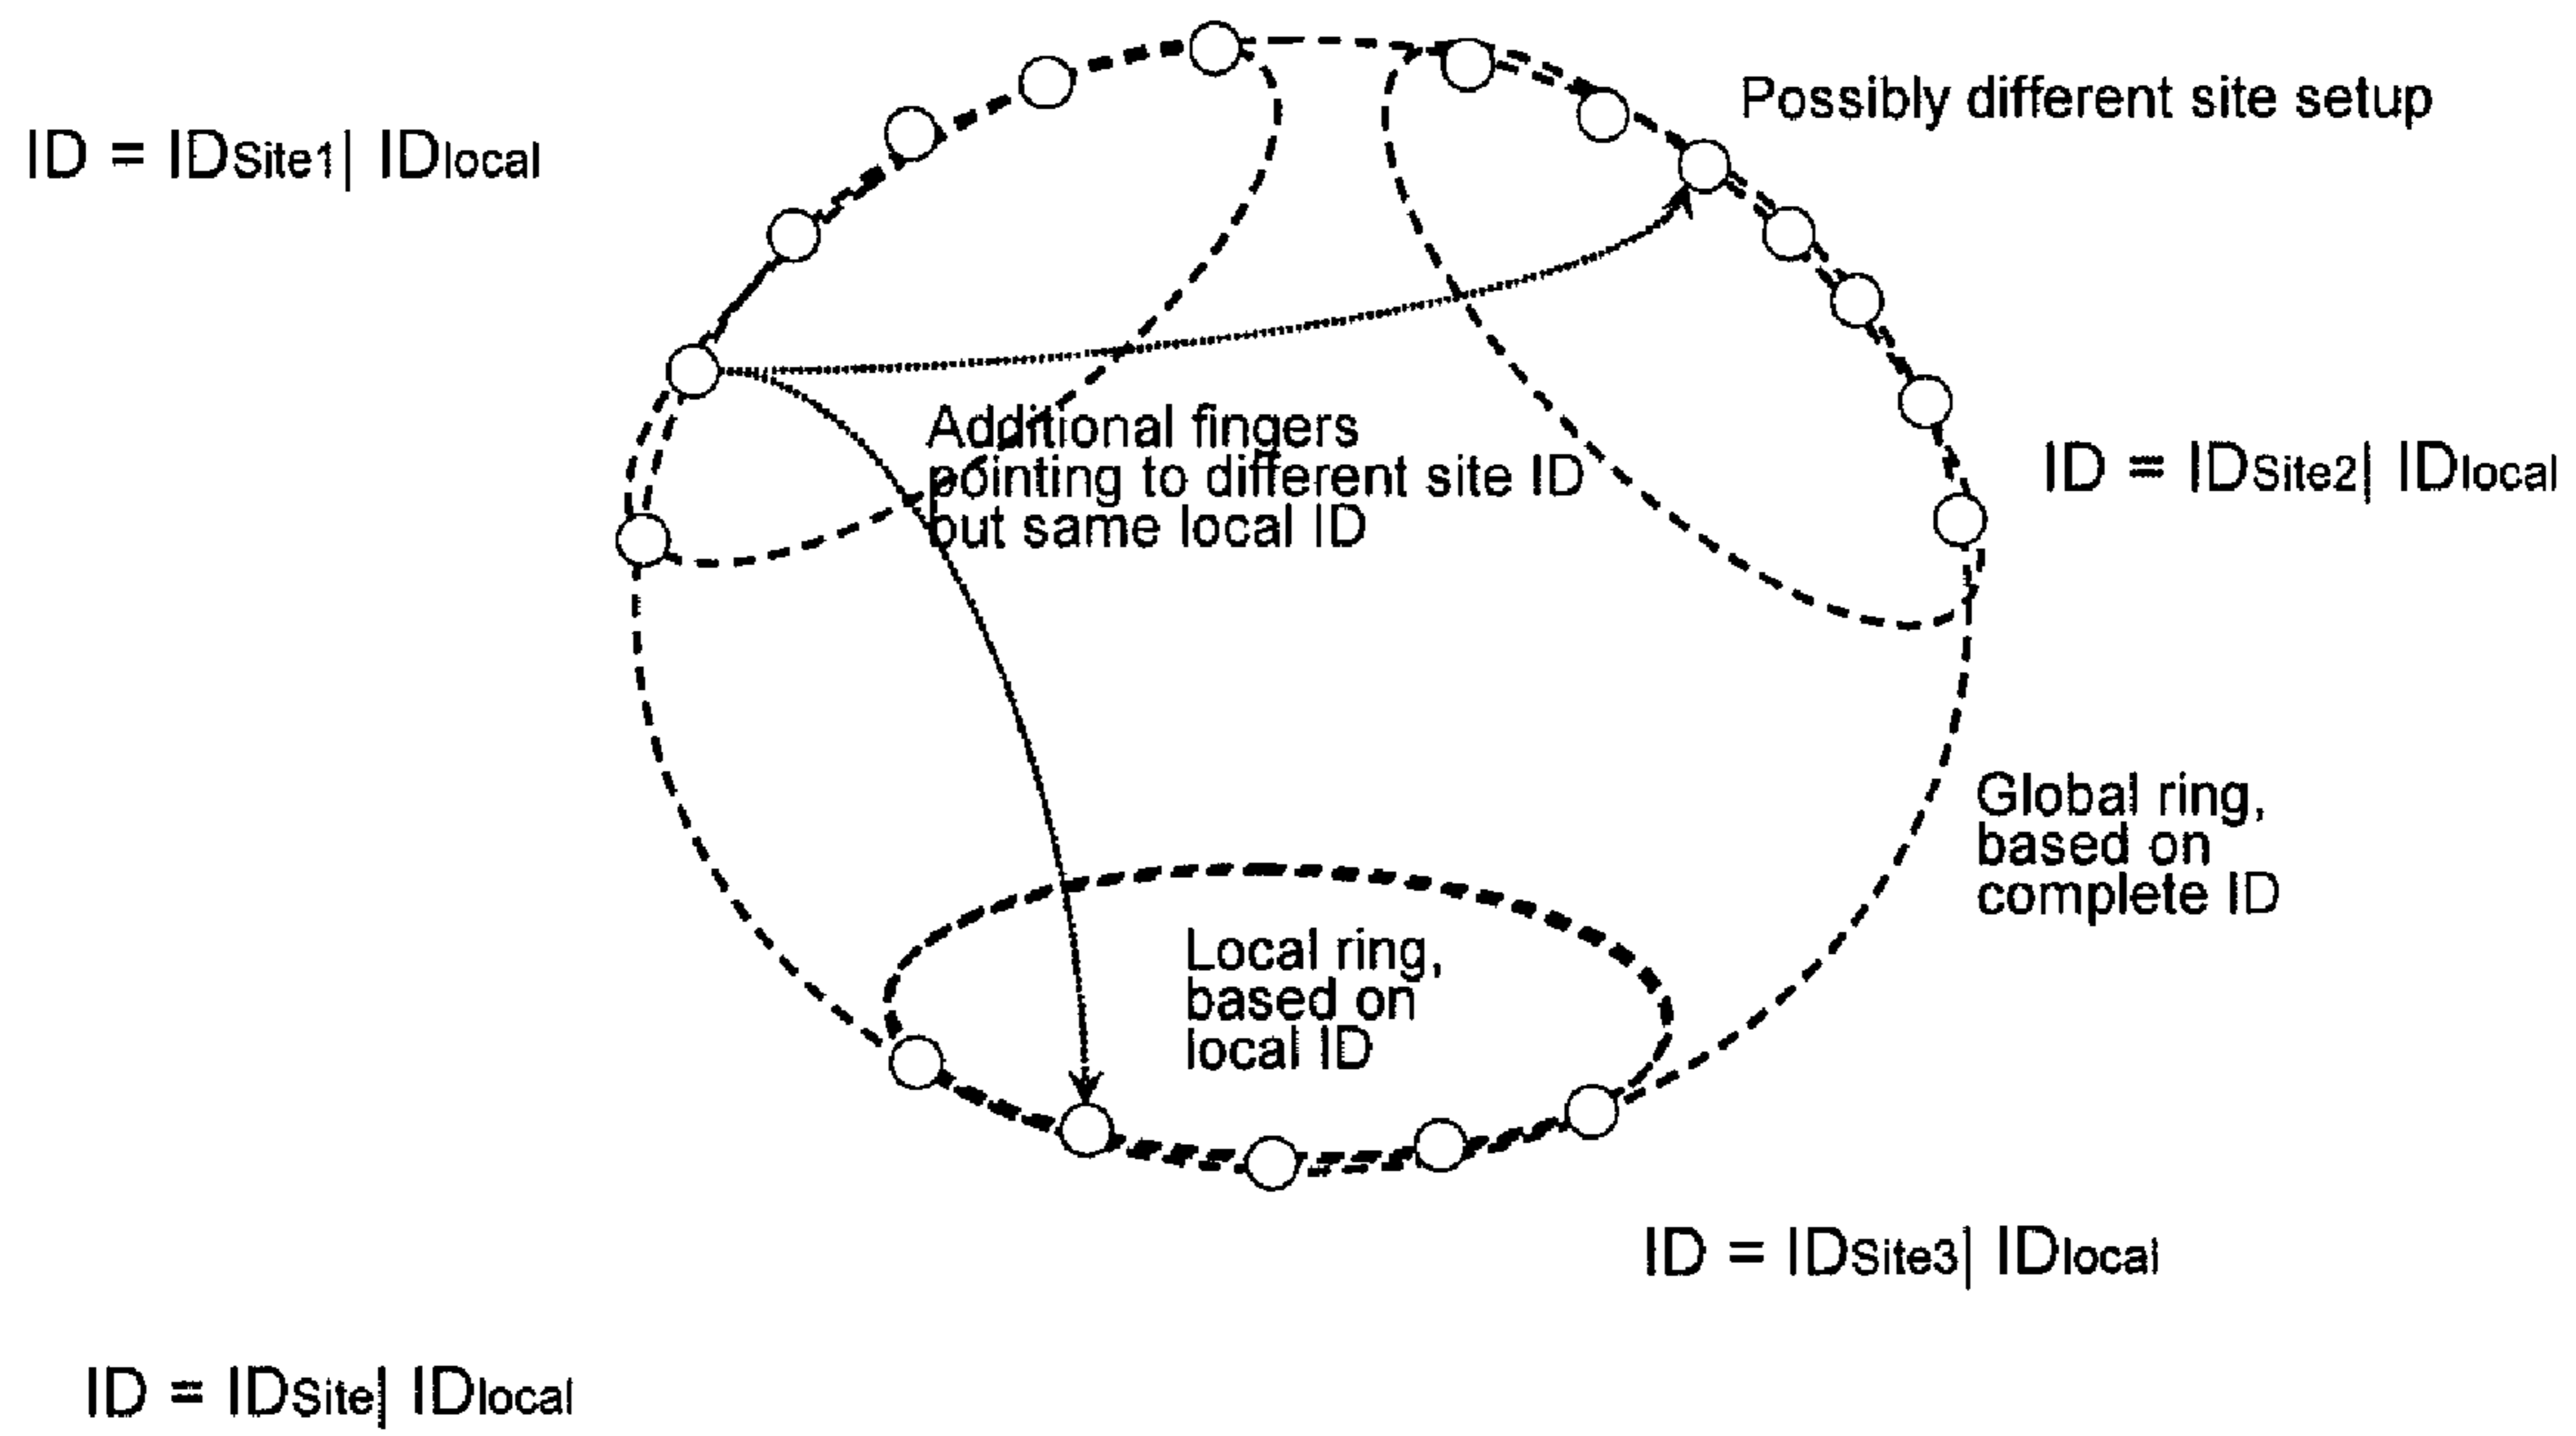 Possibly different site setup
ID = IDSite1| IDlocal
Additional fingers
pointing to different site ID
but same local ID
ID = IDSite2| IDlocal
Global ring,
based on
complete ID
Local ring,
based on
local ID
ID = IDSite3| IDlocal
ID = IDSite| IDlocal